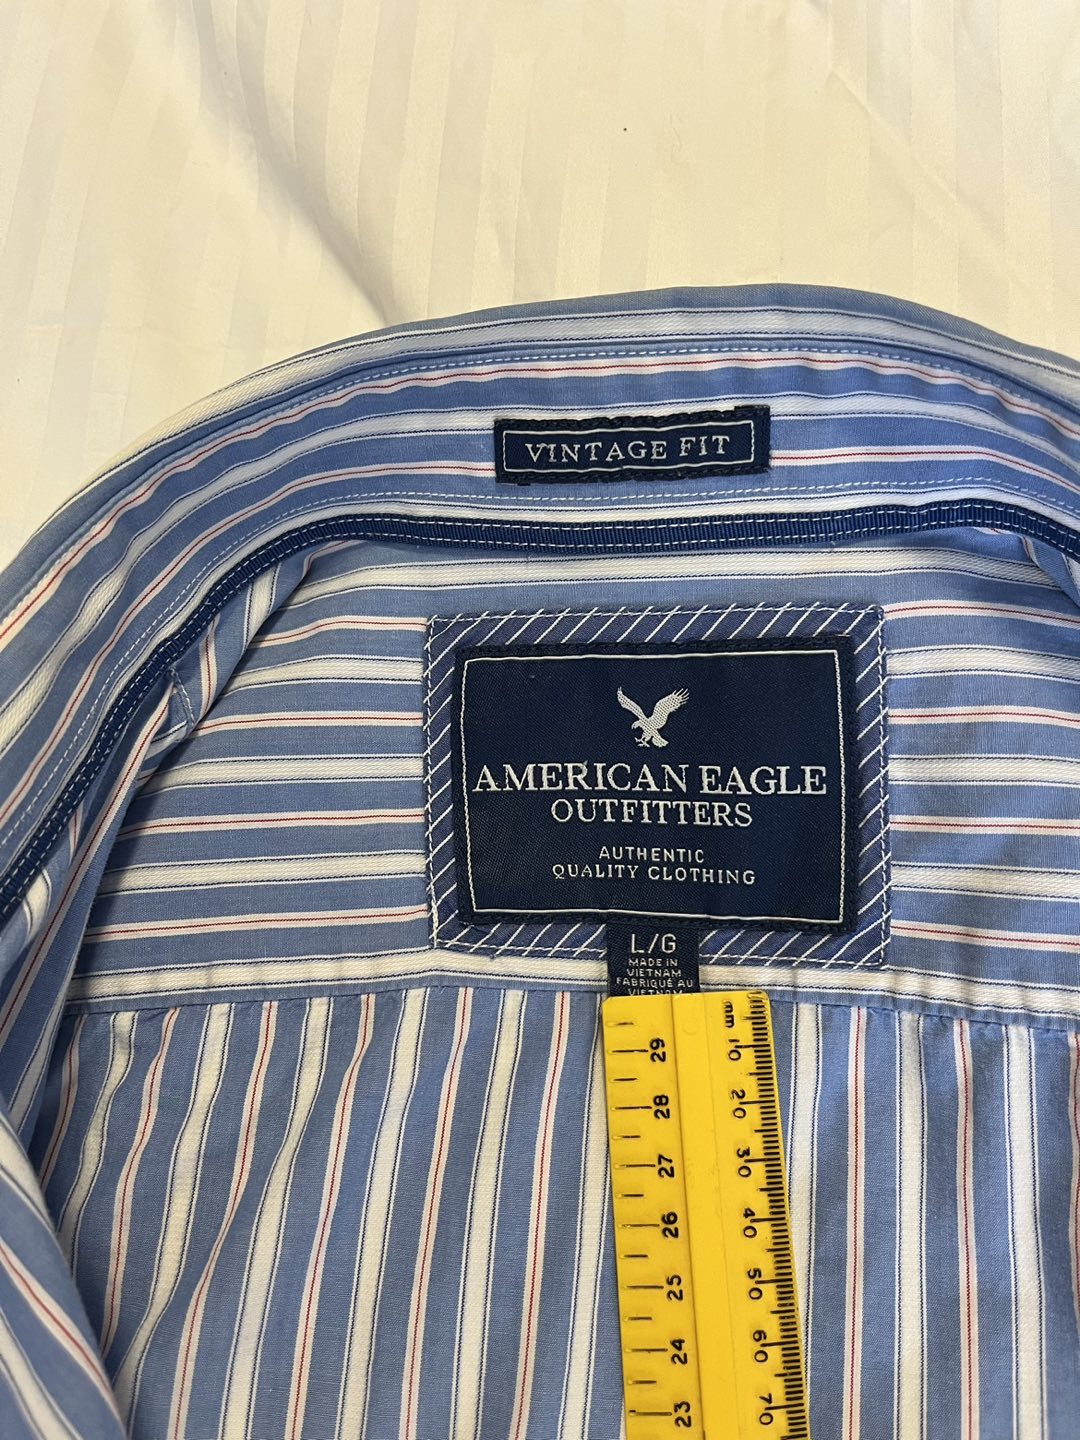 VINTAGE FIT
AMERICAN EAGLE
OUTFITTERS
AUTHENTIC
QUALITY CLOTHING
L/G
MADE IN
VIETNAM
FABRIQUÉ AU
VIETNAM
mm
29
10
28
20
27
30
26
40
25
50
24
60
23
70